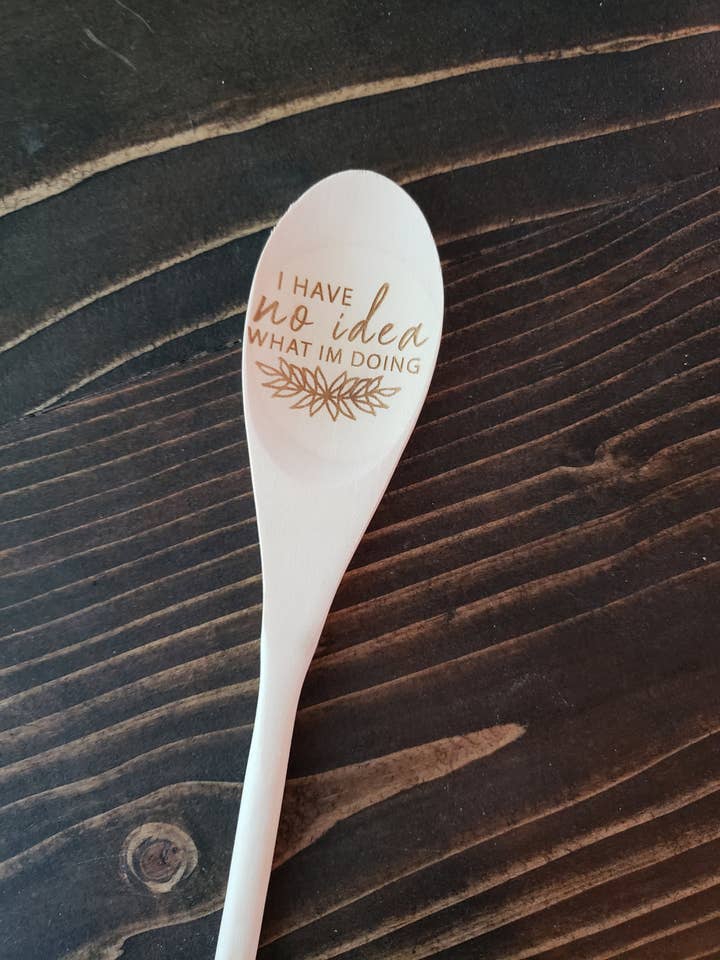 I HAVE
no idea
WHAT IM DOING